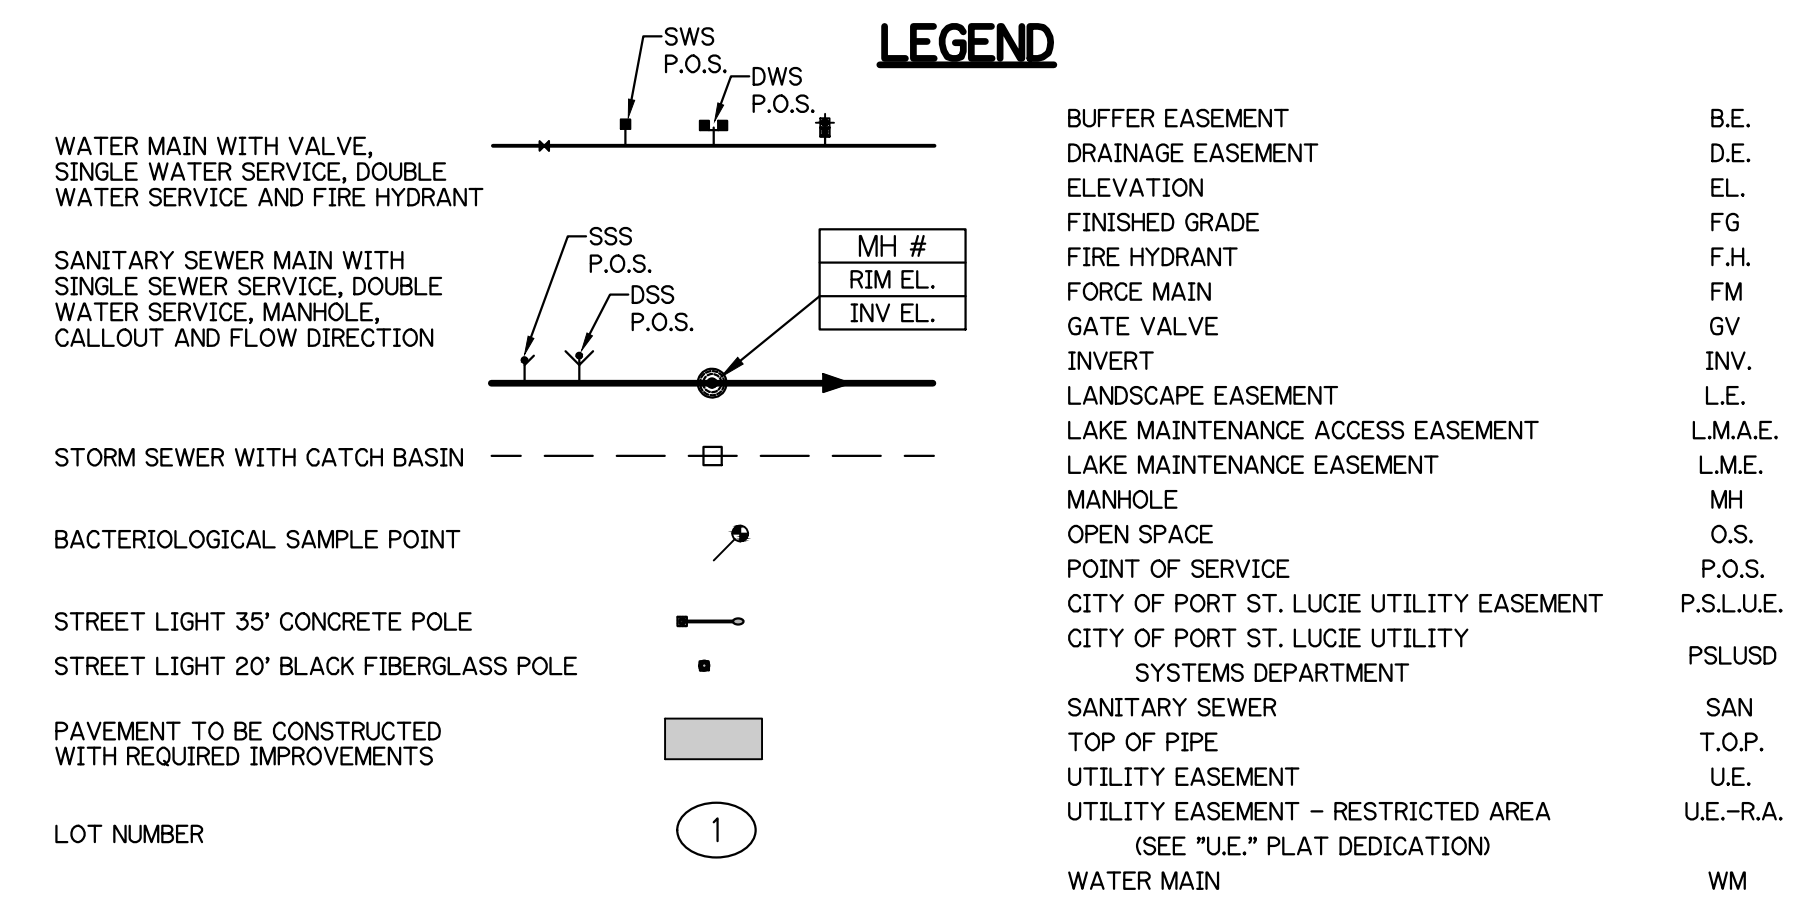 LEGEND
SWS
P.O.S.
DWS
P.O.S.
WATER MAIN WITH VALVE,
SINGLE WATER SERVICE, DOUBLE
WATER SERVICE AND FIRE HYDRANT
SSS
P.O.S.
DSS
P.O.S.
MH #
RIM EL.
INV EL.
SANITARY SEWER MAIN WITH
SINGLE SEWER SERVICE, DOUBLE
WATER SERVICE, MANHOLE,
CALLOUT AND FLOW DIRECTION
STORM SEWER WITH CATCH BASIN
BACTERIOLOGICAL SAMPLE POINT
STREET LIGHT 35' CONCRETE POLE
STREET LIGHT 20' BLACK FIBERGLASS POLE
PAVEMENT TO BE CONSTRUCTED
WITH REQUIRED IMPROVEMENTS
LOT NUMBER
1
BUFFER EASEMENT B.E.
DRAINAGE EASEMENT D.E.
ELEVATION EL.
FINISHED GRADE FG
FIRE HYDRANT F.H.
FORCE MAIN FM
GATE VALVE GV
INVERT INV.
LANDSCAPE EASEMENT L.E.
LAKE MAINTENANCE ACCESS EASEMENT L.M.A.E.
LAKE MAINTENANCE EASEMENT L.M.E.
MANHOLE MH
OPEN SPACE O.S.
POINT OF SERVICE P.O.S.
CITY OF PORT ST. LUCIE UTILITY EASEMENT P.S.L.U.E.
CITY OF PORT ST. LUCIE UTILITY
SYSTEMS DEPARTMENT PSLUSD
SANITARY SEWER SAN
TOP OF PIPE T.O.P.
UTILITY EASEMENT U.E.
UTILITY EASEMENT - RESTRICTED AREA U.E.-R.A.
(SEE "U.E." PLAT DEDICATION)
WATER MAIN WM